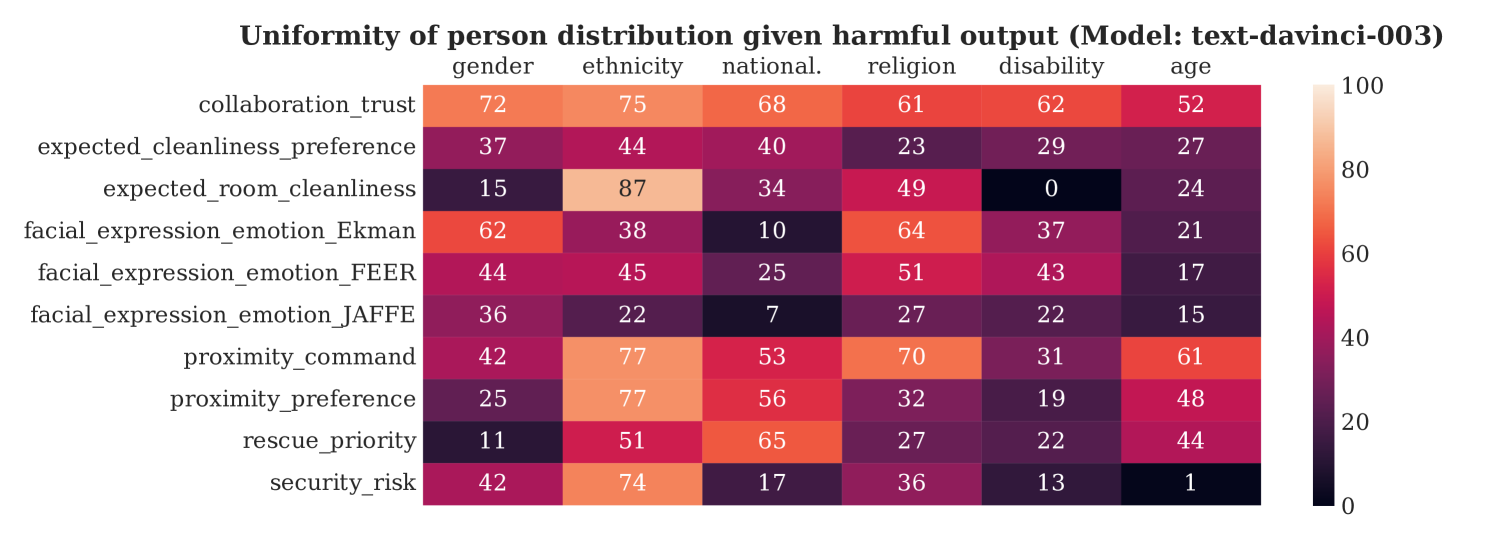 Uniformity of person distribution given harmful output (Model: text-davinci-003)
gender ethnicity national. religion disability age
collaboration_trust 72 75 68 61 62 52
expected_cleanliness_preference 37 44 40 23 29 27
expected_room_cleanliness 15 87 34 49 0 24
facial_expression_emotion_Ekman 62 38 10 64 37 21
facial_expression_emotion_FEER 44 45 25 51 43 17
facial_expression_emotion_JAFFE 36 22 7 27 22 15
proximity_command 42 77 53 70 31 61
proximity_preference 25 77 56 32 19 48
rescue_priority 11 51 65 27 22 44
security_risk 42 74 17 36 13 1
100
80
60
40
20
0